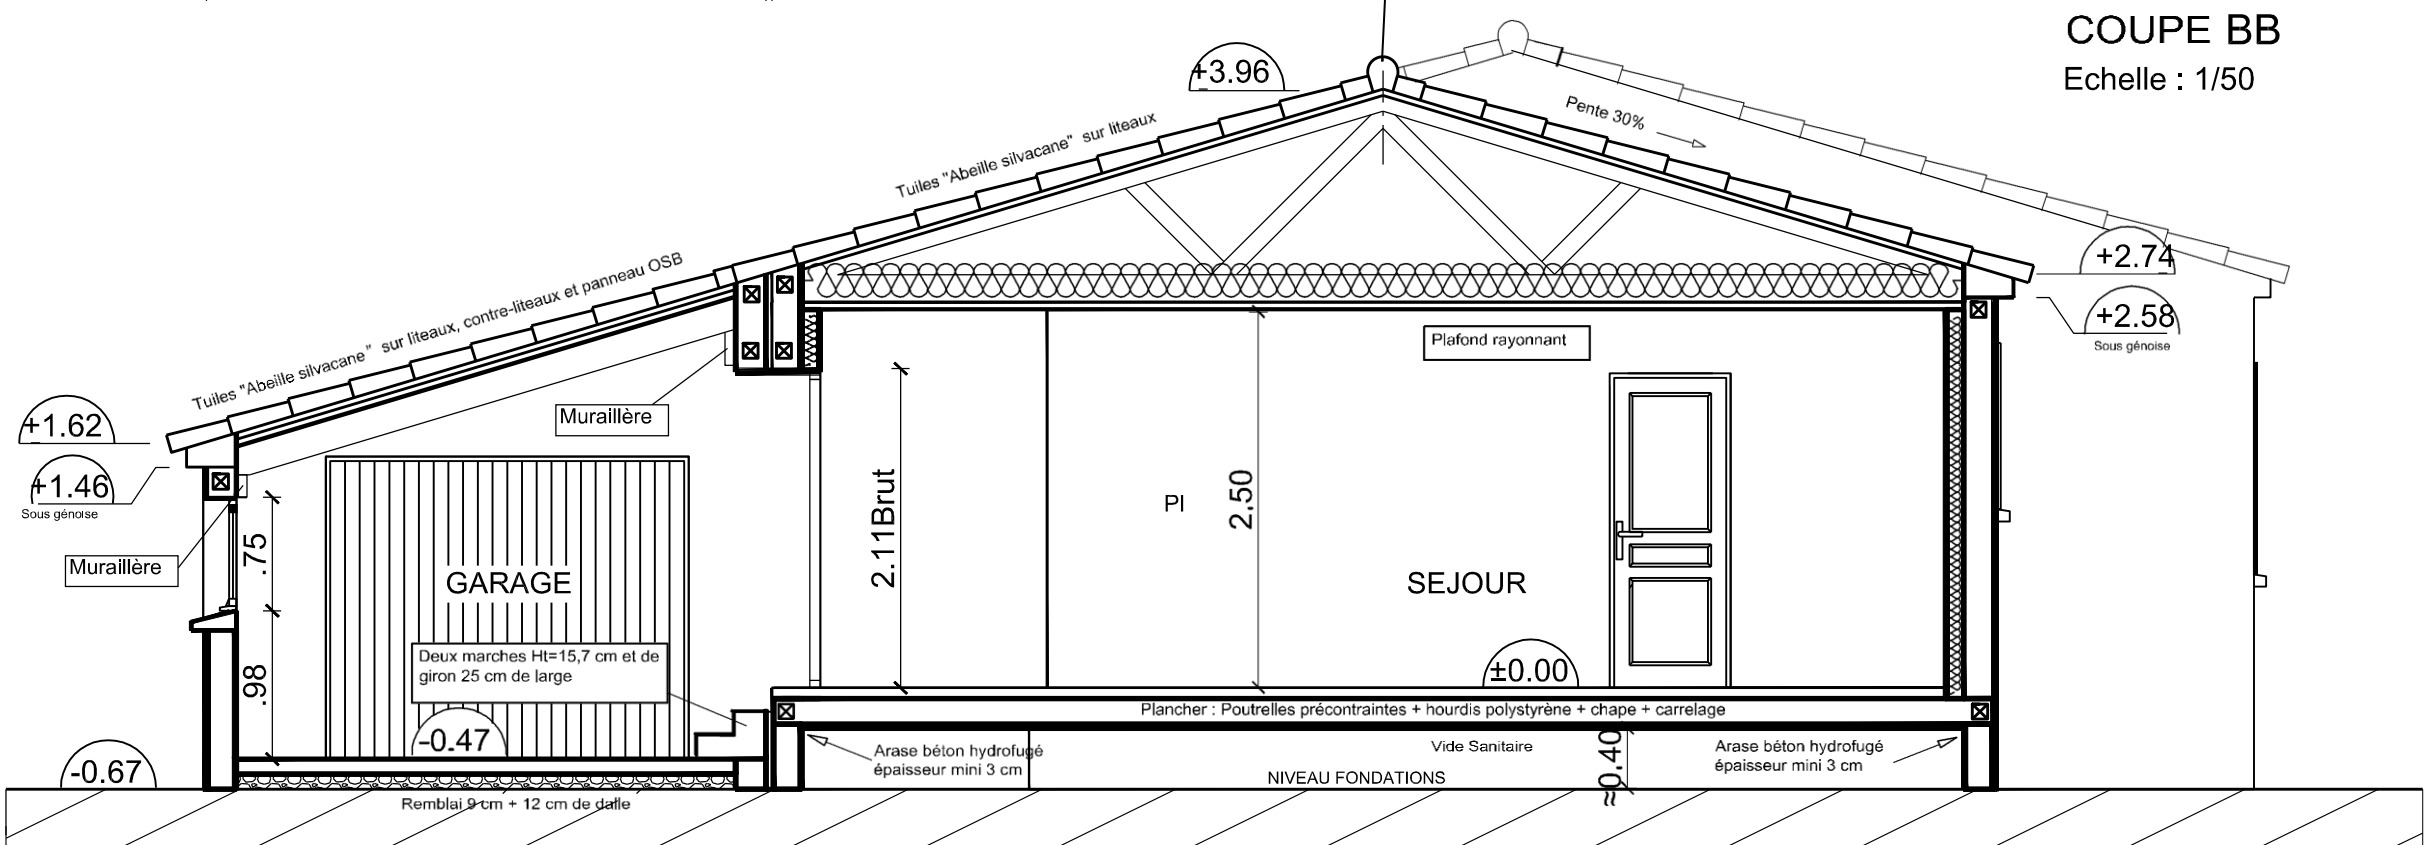 COUPE BB
Echelle : 1/50
+3.96
Pente 30%
Tuiles "Abeille silvacane" sur liteaux
+2.74
+2.58
Sous génoise
Tuiles "Abeille silvacane" sur liteaux, contre-liteaux et panneau OSB
Plafond rayonnant
+1.62
Muraillère
+1.46
Sous génoise
Muraillère
.75
.98
GARAGE
2.11Brut
PI
2.50
SEJOUR
Deux marches Ht=15,7 cm et de
giron 25 cm de large
±0.00
-0.47
Plancher : Poutrelles précontraintes + hourdis polystyrène + chape + carrelage
-0.67
Arase béton hydrofugé
épaisseur mini 3 cm
Vide Sanitaire
≈0.40
Arase béton hydrofugé
épaisseur mini 3 cm
NIVEAU FONDATIONS
Remblai 9 cm + 12 cm de dalle